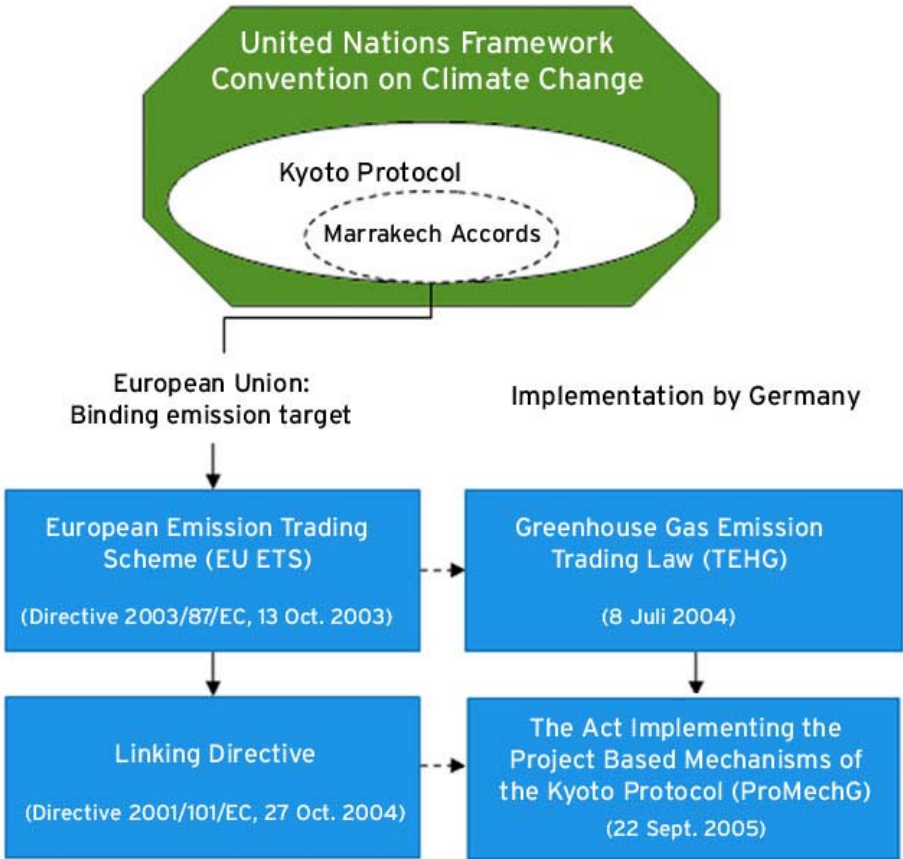 United Nations Framework
Convention on Climate Change
Kyoto Protocol
Marrakech Accords
European Union:
Binding emission target
Implementation by Germany
European Emission Trading
Scheme (EU ETS)
(Directive 2003/87/EC, 13 Oct. 2003)
Greenhouse Gas Emission
Trading Law (TEHG)
(8 Juli 2004)
Linking Directive
(Directive 2001/101/EC, 27 Oct. 2004)
The Act Implementing the
Project Based Mechanisms of
the Kyoto Protocol (ProMechG)
(22 Sept. 2005)